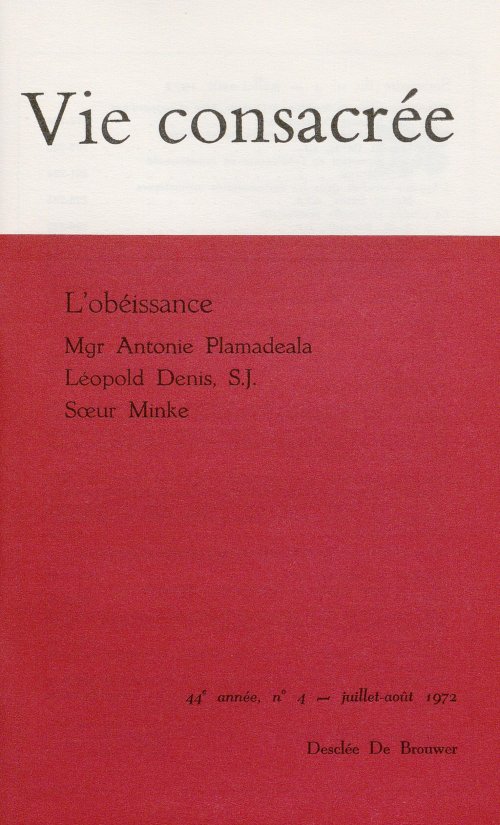 Vie consacrée
L'obéissance
Mgr Antonie Plamadeala
Léopold Denis, S.J.
Sœur Minke
44e année, n° 4 — juillet-août 1972
Desclée De Brouwer